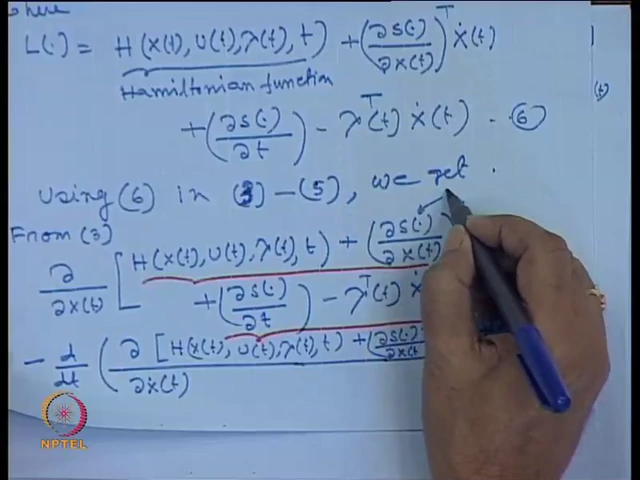 where
L(·) = H(x(t), u(t), λ(t), t) + (∂S(·)/∂x(t))ᵀ ẋ(t)
Hamiltonian function
(t)
+ (∂S(·)/∂t) − λᵀ(t) ẋ(t) - ⑥
Using (6) in (3) − (5), we get .
From (3)
∂/∂x(t) [ H(x(t), u(t), λ(t), t) + (∂S(·)/∂x(t)
+ (∂S(·)/∂t) − λᵀ(t) ẋ
− d/dt ( ∂ [H(x(t), u(t), λ(t), t) + (∂S(·)/∂x(t) / ∂ẋ(t)
NPTEL